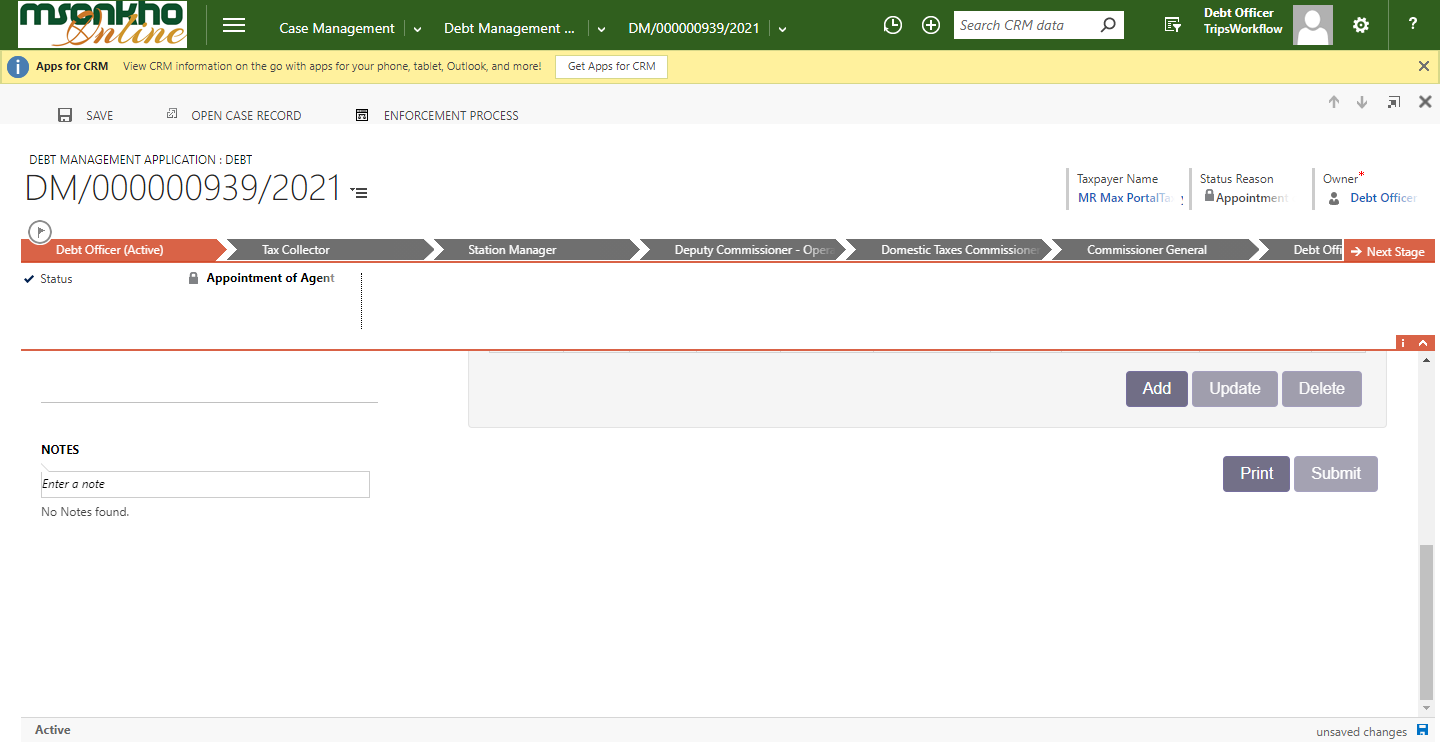 msonkho
Online
Case Management
Debt Management ...
DM/000000939/2021
Search CRM data
Debt Officer
TripsWorkflow
?
Apps for CRM View CRM information on the go with apps for your phone, tablet, Outlook, and more! Get Apps for CRM
SAVE
OPEN CASE RECORD
ENFORCEMENT PROCESS
DEBT MANAGEMENT APPLICATION : DEBT
DM/000000939/2021
Taxpayer Name
MR Max PortalTa
Status Reason
Appointment
Owner*
Debt Officer
Debt Officer (Active)
Tax Collector
Station Manager
Deputy Commissioner - Oper
Domestic Taxes Commissioner
Commissioner General
Debt Offi
Next Stage
Status
Appointment of Agent
Add
Update
Delete
NOTES
Enter a note
No Notes found.
Print
Submit
Active
unsaved changes